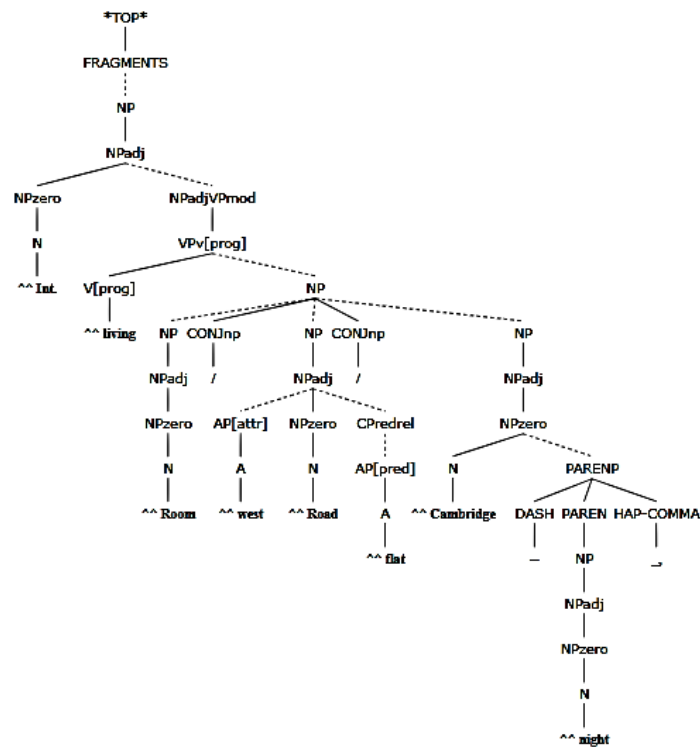 *TOP*
FRAGMENTS
NP
NPadj
NPzero NPadjVPmod
N VPv[prog]
^^ Int. V[prog] NP
^^ living NP CONJnp NP CONJnp NP
NPadj / NPadj / NPadj
NPzero AP[attr] NPzero CPredrel NPzero
N A N AP[pred] N PARENP
^^ Room ^^ west ^^ Road A ^^ Cambridge DASH PAREN HAP-COMMA
^^ flat – NP _,
NPadj
NPzero
N
^^ night